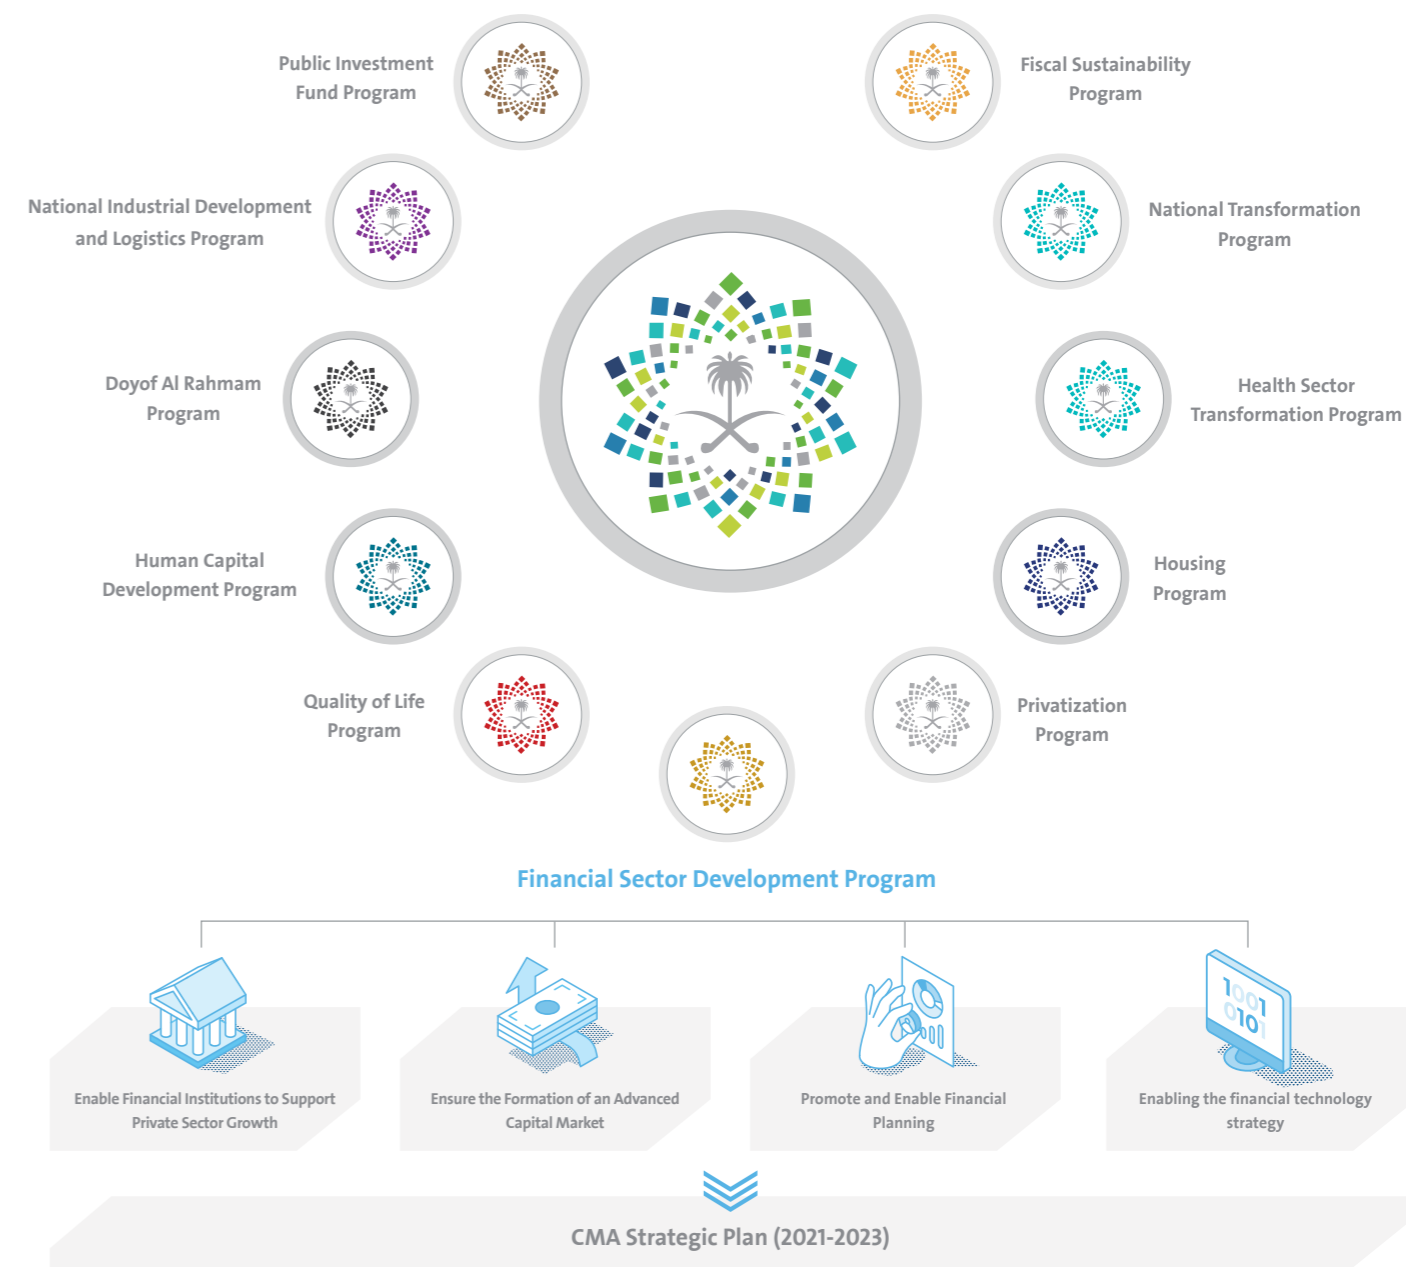 Public Investment
Fund Program
Fiscal Sustainability
Program
National Industrial Development
and Logistics Program
National Transformation
Program
Doyof Al Rahmam
Program
Health Sector
Transformation Program
Human Capital
Development Program
Housing
Program
Quality of Life
Program
Privatization
Program
Financial Sector Development Program
Enable Financial Institutions to Support
Private Sector Growth
Ensure the Formation of an Advanced
Capital Market
Promote and Enable Financial
Planning
1001
0101
Enabling the financial technology
strategy
CMA Strategic Plan (2021-2023)